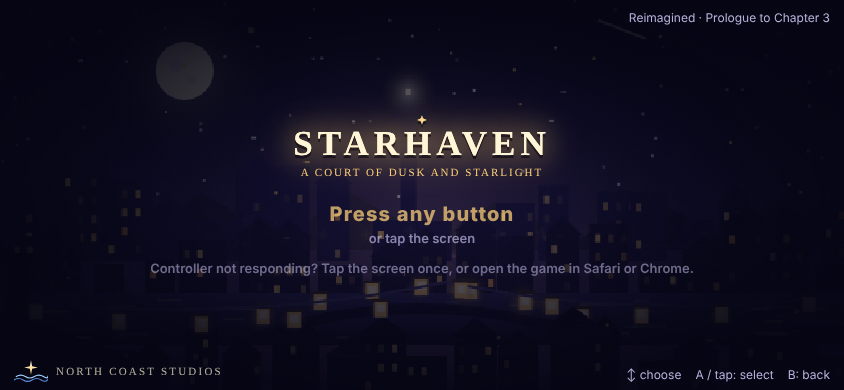 Reimagined · Prologue to Chapter 3
STARHAVEN
A COURT OF DUSK AND STARLIGHT
Press any button
or tap the screen
Controller not responding? Tap the screen once, or open the game in Safari or Chrome.
NORTH COAST STUDIOS
↕ choose A / tap: select B: back